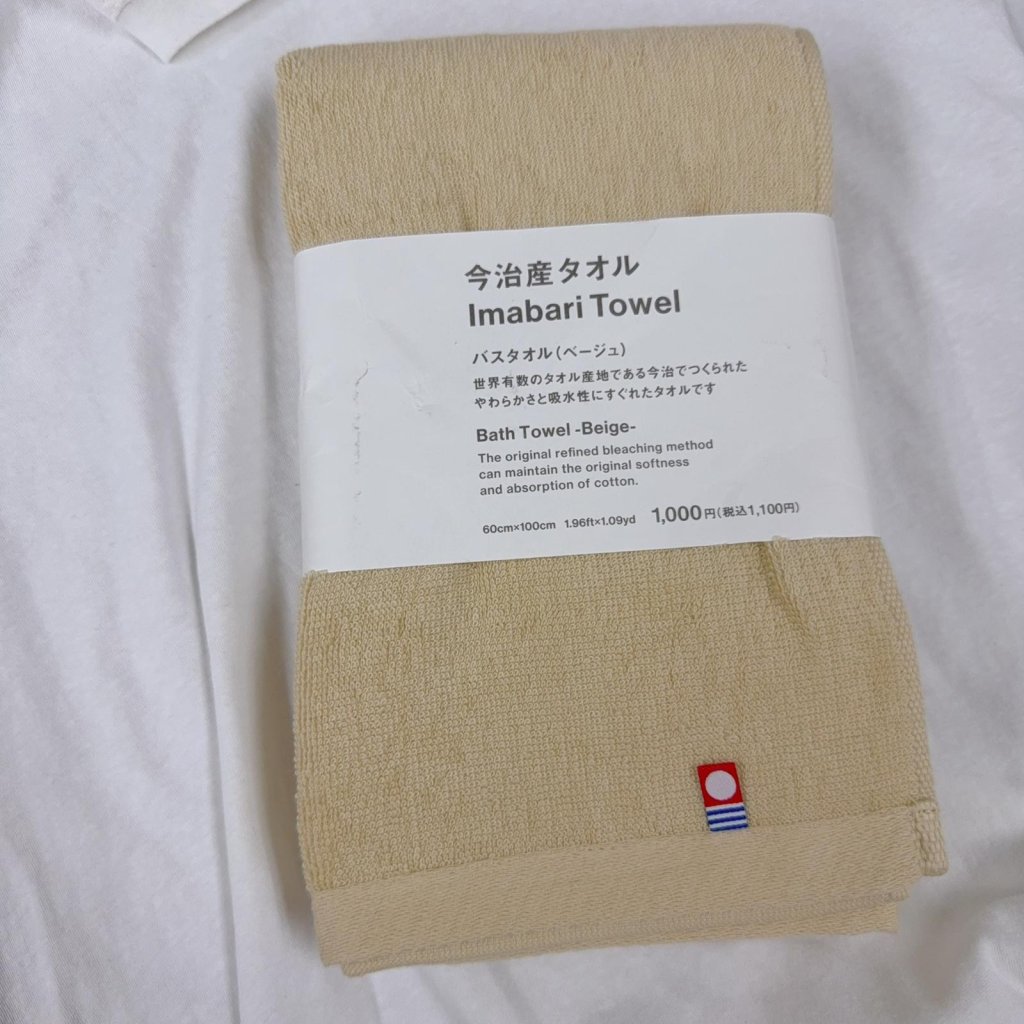 今治産タオル
Imabari Towel
バスタオル(ベージュ)
世界有数のタオル産地である今治でつくられた
やわらかさと吸水性にすぐれたタオルです
Bath Towel -Beige-
The original refined bleaching method
can maintain the original softness
and absorption of cotton.
60cm×100cm 1.96ft×1.09yd 1,000円(税込1,100円)